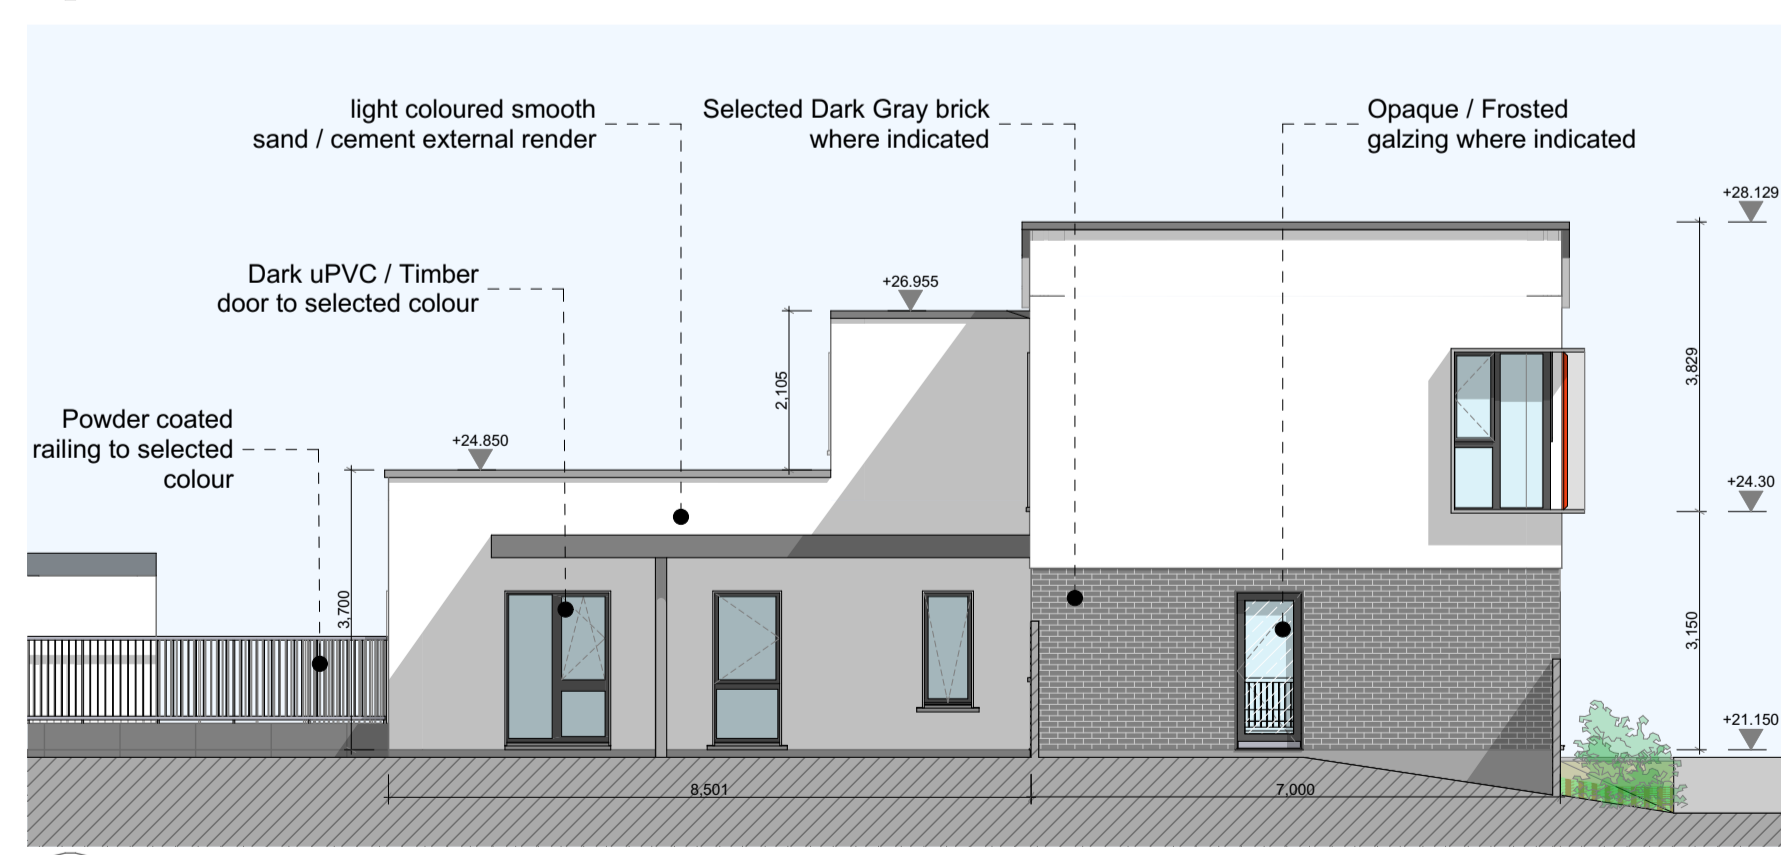 light coloured smooth
sand / cement external render
Selected Dark Gray brick
where indicated
Opaque / Frosted
galzing where indicated
+28.129
Dark uPVC / Timber
door to selected colour
+26.955
3,829
2,105
Powder coated
railing to selected
colour
+24.850
+24.30
3,700
3,150
+21.150
8,501
7,000